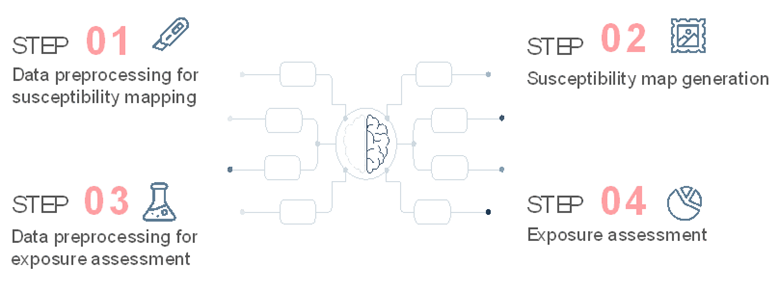 STEP 01
Data preprocessing for
susceptibility mapping
STEP 02
Susceptibility map generation
STEP 03
Data preprocessing for
exposure assessment
STEP 04
Exposure assessment